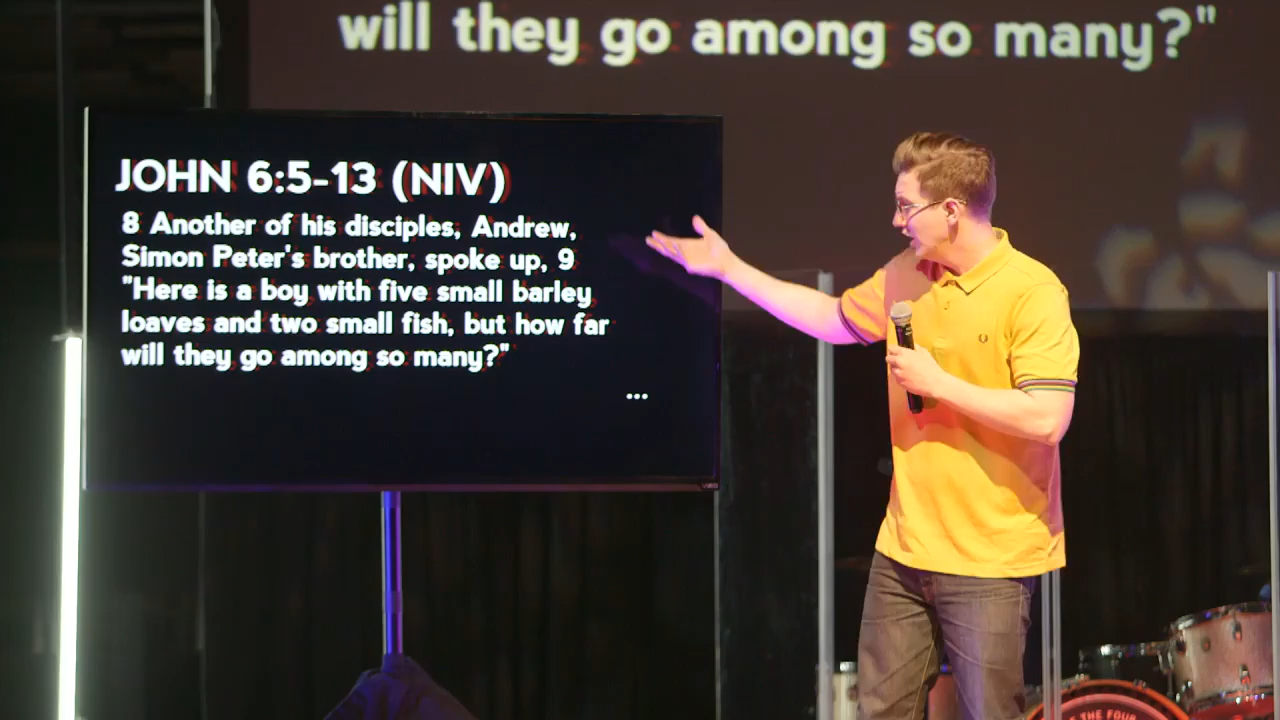 will they go among so many?"
JOHN 6:5-13 (NIV)
8 Another of his disciples, Andrew,
Simon Peter's brother, spoke up, 9
"Here is a boy with five small barley
loaves and two small fish, but how far
will they go among so many?"
...
THE FOUR